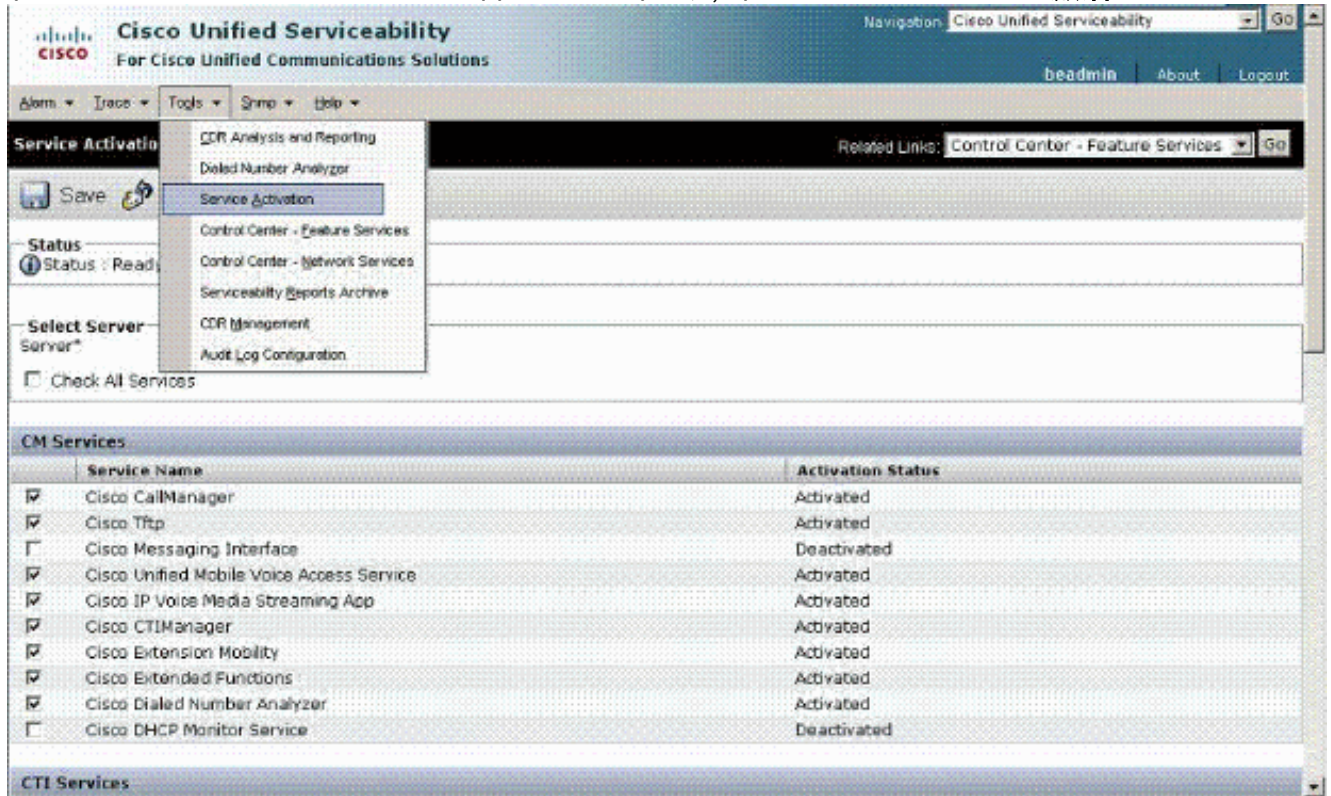 Cisco Unified Serviceability
For Cisco Unified Communications Solutions
CISCO
Navigation Cisco Unified Serviceability Go
beadmin About Logout
Alarm Trace Tools Snmp Help
Service Activatio
Related Links: Control Center - Feature Services Go
Save
CDR Analysis and Reporting
Dialed Number Analyzer
Service Activation
Control Center - Feature Services
Control Center - Network Services
Serviceability Reports Archive
CDR Management
Audit Log Configuration
Status
Status : Ready
Select Server
Server*
Check All Services
CM Services
Service Name Activation Status
Cisco CallManager Activated
Cisco Tftp Activated
Cisco Messaging Interface Deactivated
Cisco Unified Mobile Voice Access Service Activated
Cisco IP Voice Media Streaming App Activated
Cisco CTIManager Activated
Cisco Extension Mobility Activated
Cisco Extended Functions Activated
Cisco Dialed Number Analyzer Activated
Cisco DHCP Monitor Service Deactivated
CTI Services